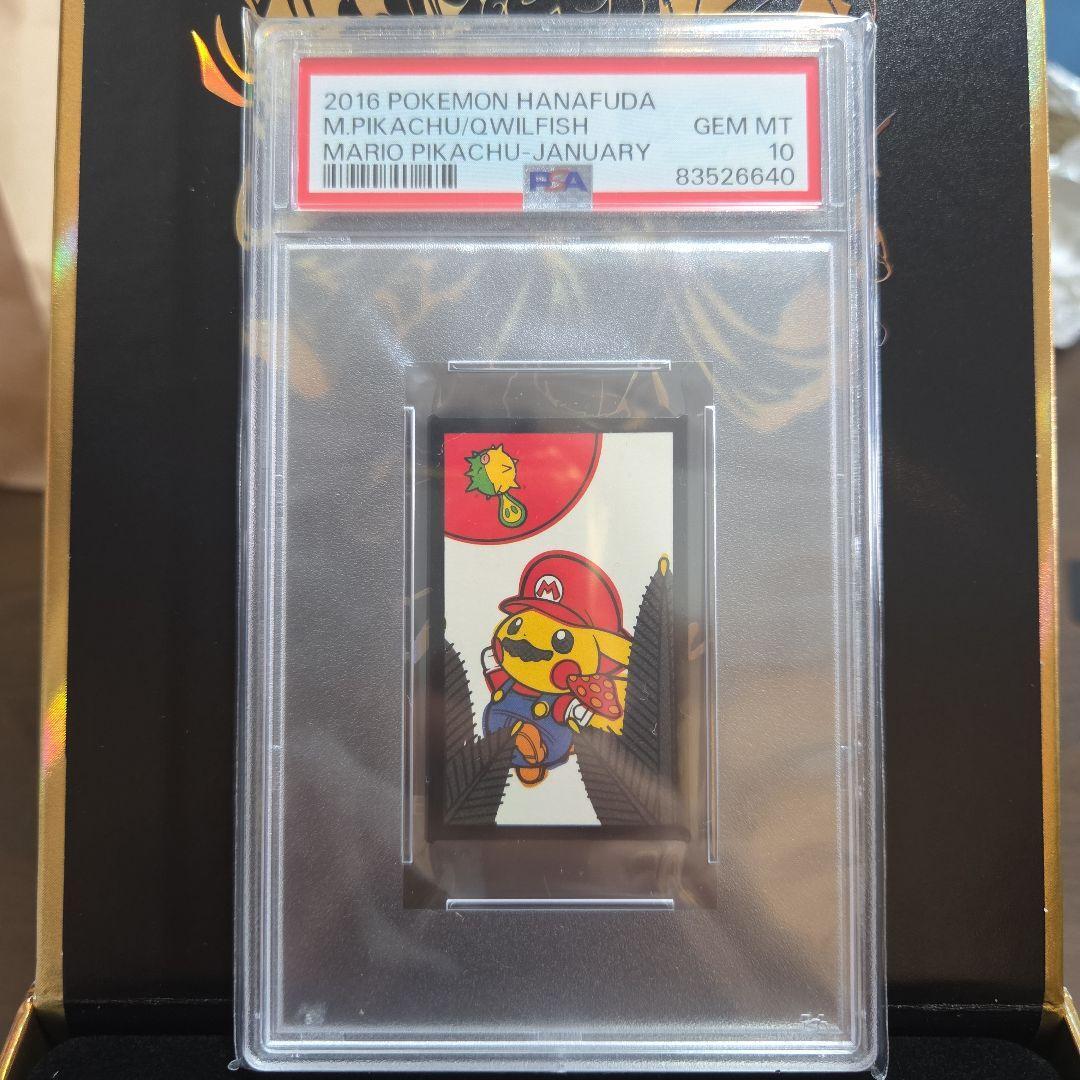 2016 POKEMON HANAFUDA
M.PIKACHU/QWILFISH GEM MT
MARIO PIKACHU-JANUARY 10
PSA 83526640
M